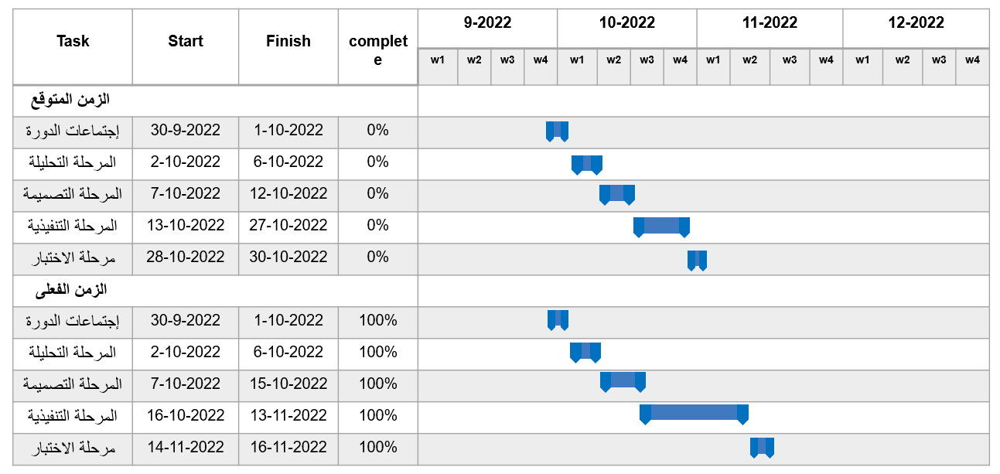 Task Start Finish complete 9-2022 10-2022 11-2022 12-2022
w1 w2 w3 w4 w1 w2 w3 w4 w1 w2 w3 w4 w1 w2 w3 w4
الزمن المتوقع
إجتماعات الدورة 30-9-2022 1-10-2022 0%
المرحلة التحليلة 2-10-2022 6-10-2022 0%
المرحلة التصميمة 7-10-2022 12-10-2022 0%
المرحلة التنفيذية 13-10-2022 27-10-2022 0%
مرحلة الاختبار 28-10-2022 30-10-2022 0%
الزمن الفعلى
إجتماعات الدورة 30-9-2022 1-10-2022 100%
المرحلة التحليلة 2-10-2022 6-10-2022 100%
المرحلة التصميمة 7-10-2022 15-10-2022 100%
المرحلة التنفيذية 16-10-2022 13-11-2022 100%
مرحلة الاختبار 14-11-2022 16-11-2022 100%